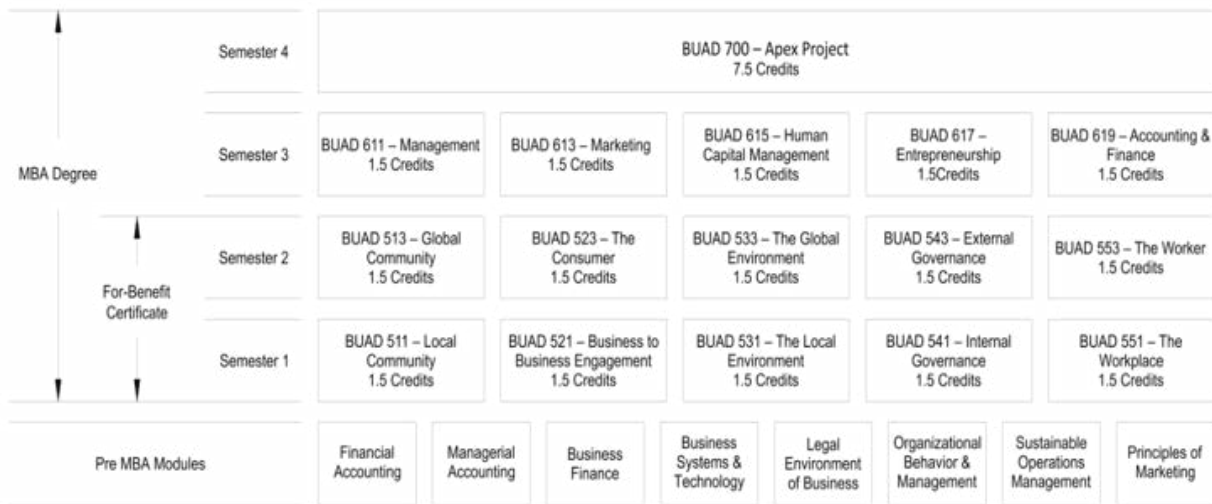 Semester 4
BUAD 700 – Apex Project
7.5 Credits
MBA Degree
Semester 3
BUAD 611 – Management
1.5 Credits
BUAD 613 – Marketing
1.5 Credits
BUAD 615 – Human
Capital Management
1.5 Credits
BUAD 617 –
Entrepreneurship
1.5Credits
BUAD 619 – Accounting &
Finance
1.5 Credits
For-Benefit
Certificate
Semester 2
BUAD 513 – Global
Community
1.5 Credits
BUAD 523 – The
Consumer
1.5 Credits
BUAD 533 – The Global
Environment
1.5 Credits
BUAD 543 – External
Governance
1.5 Credits
BUAD 553 – The Worker
1.5 Credits
Semester 1
BUAD 511 – Local
Community
1.5 Credits
BUAD 521 – Business to
Business Engagement
1.5 Credits
BUAD 531 – The Local
Environment
1.5 Credits
BUAD 541 – Internal
Governance
1.5 Credits
BUAD 551 – The
Workplace
1.5 Credits
Pre MBA Modules
Financial
Accounting
Managerial
Accounting
Business
Finance
Business
Systems &
Technology
Legal
Environment
of Business
Organizational
Behavior &
Management
Sustainable
Operations
Management
Principles of
Marketing